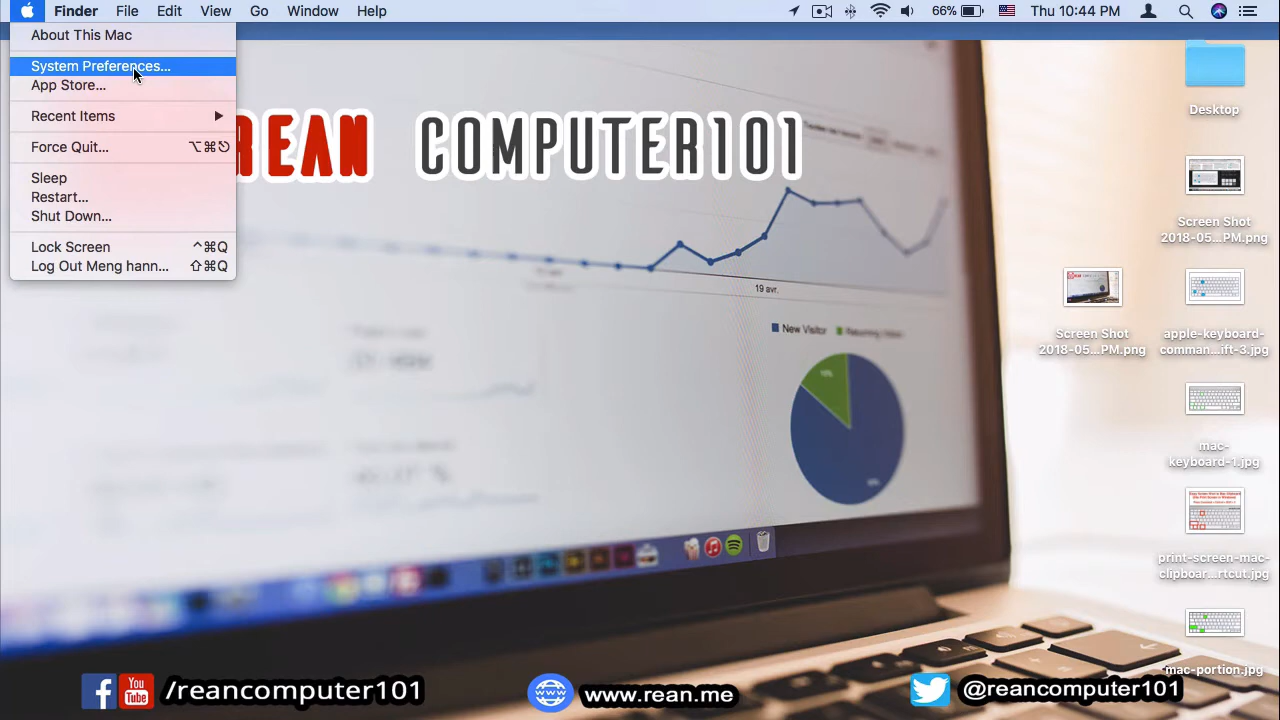 Finder File Edit View Go Window Help 66% Thu 10:44 PM
About This Mac
System Preferences...
App Store...
Recent Items
Force Quit... ⌥⌘⎋
Sleep
Restart...
Shut Down...
Lock Screen ^⌘Q
Log Out Meng hann... ⇧⌘Q
REAN COMPUTER101
19 avr.
New Visitor
Desktop
Screen Shot
2018-05...PM.png
Screen Shot
2018-05...PM.png
apple-keyboard-
comman...ift-3.jpg
mac-
keyboard-1.jpg
print-screen-mac-
clipboar...rtcut.jpg
mac-portion.jpg
/reancomputer101
You
Tube
www.rean.me
@reancomputer101